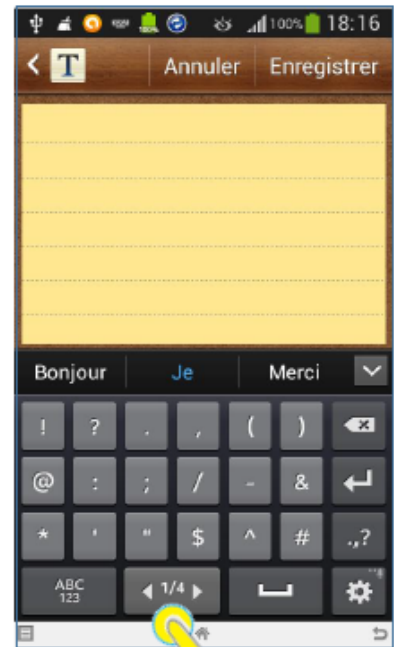 100% 18:16
T Annuler Enregistrer
Bonjour Je Merci
! ? . , ( )
@ : ; / - &
* ' " $ ^ # .,?
ABC
123 1/4